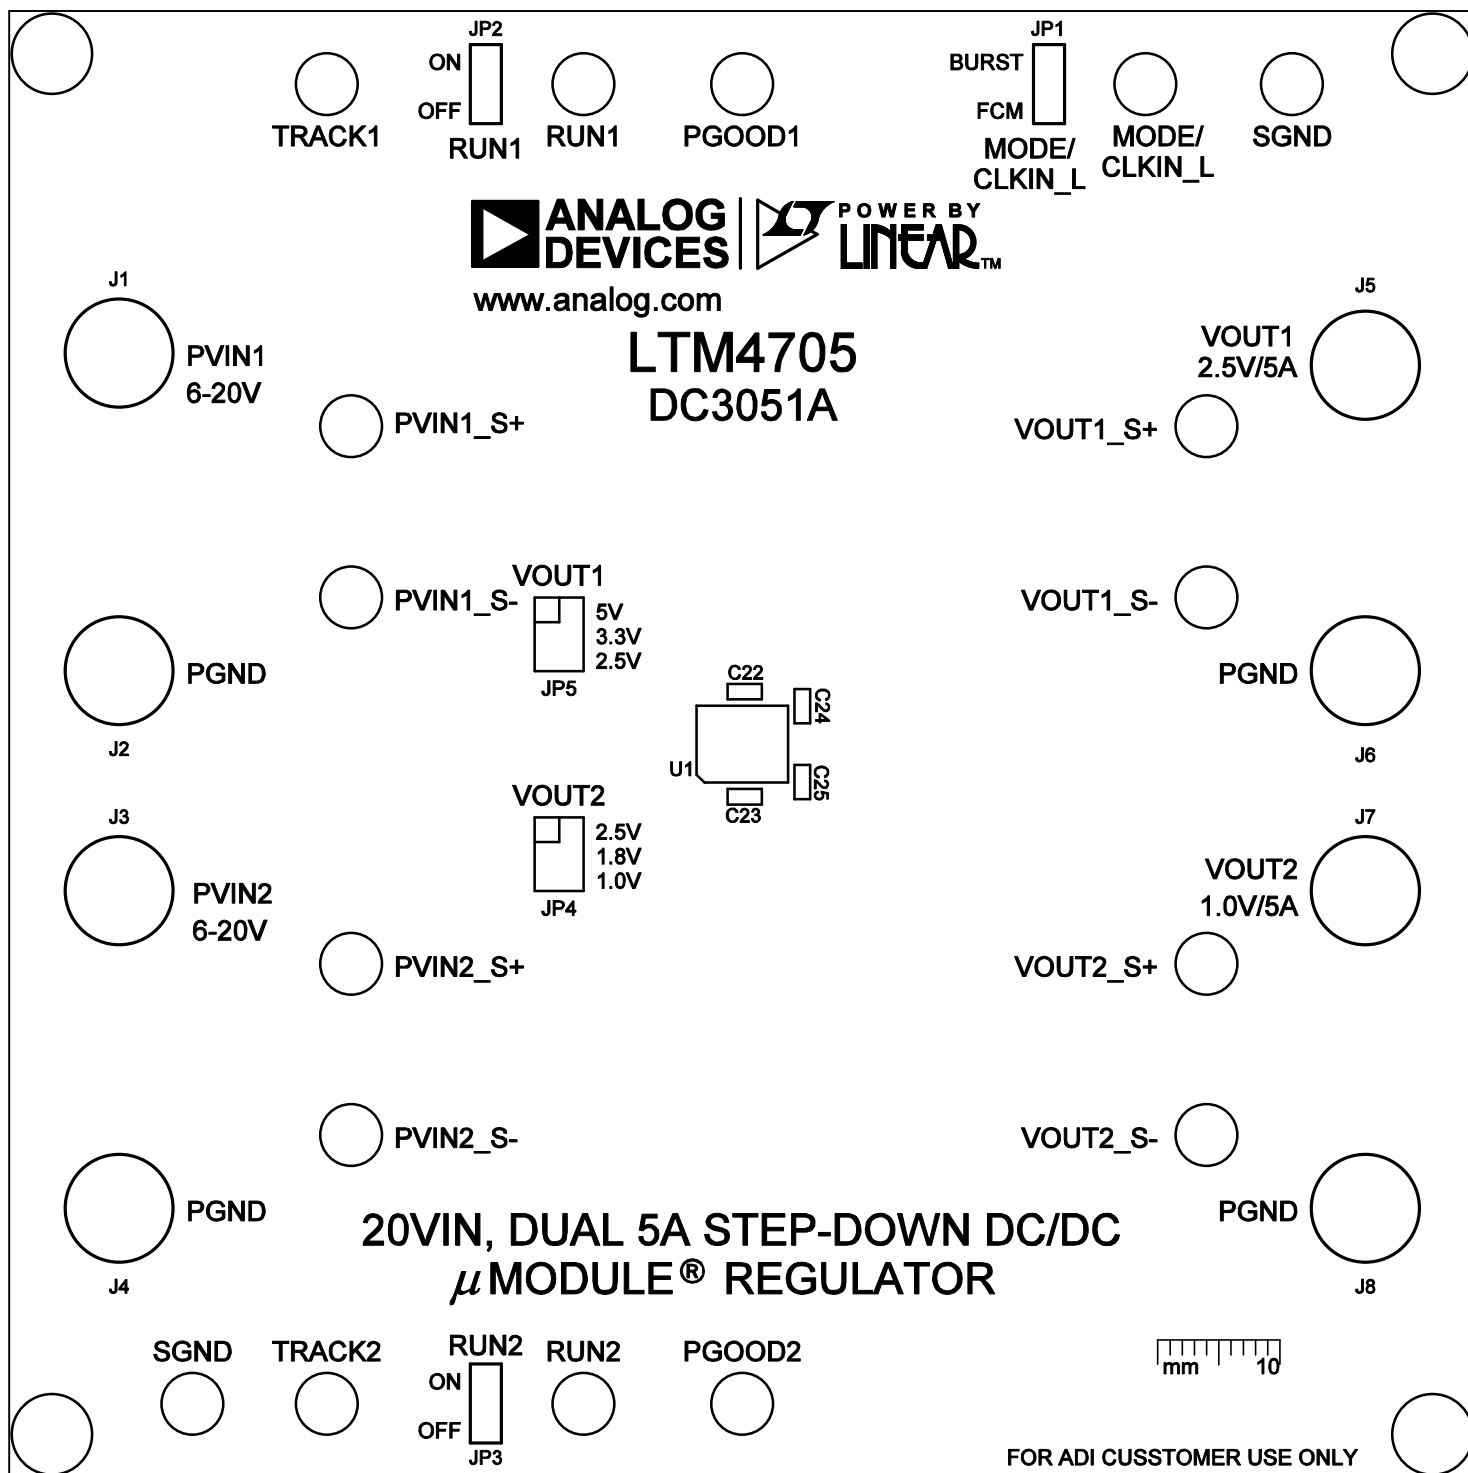 JP2
ON
OFF
RUN1
TRACK1
RUN1
PGOOD1
JP1
BURST
FCM
MODE/
CLKIN_L
MODE/
CLKIN_L
SGND
ANALOG
DEVICES
POWER BY
LINEAR™
www.analog.com
LTM4705
DC3051A
J1
PVIN1
6-20V
PVIN1_S+
J5
VOUT1
2.5V/5A
VOUT1_S+
PVIN1_S-
VOUT1
5V
3.3V
2.5V
JP5
VOUT1_S-
PGND
J2
C22
C24
U1
C25
C23
PGND
J6
VOUT2
2.5V
1.8V
1.0V
JP4
J3
PVIN2
6-20V
PVIN2_S+
J7
VOUT2
1.0V/5A
VOUT2_S+
PVIN2_S-
VOUT2_S-
PGND
J4
PGND
J8
20VIN, DUAL 5A STEP-DOWN DC/DC
µMODULE® REGULATOR
SGND
TRACK2
RUN2
ON
OFF
JP3
RUN2
PGOOD2
mm 10
FOR ADI CUSSTOMER USE ONLY